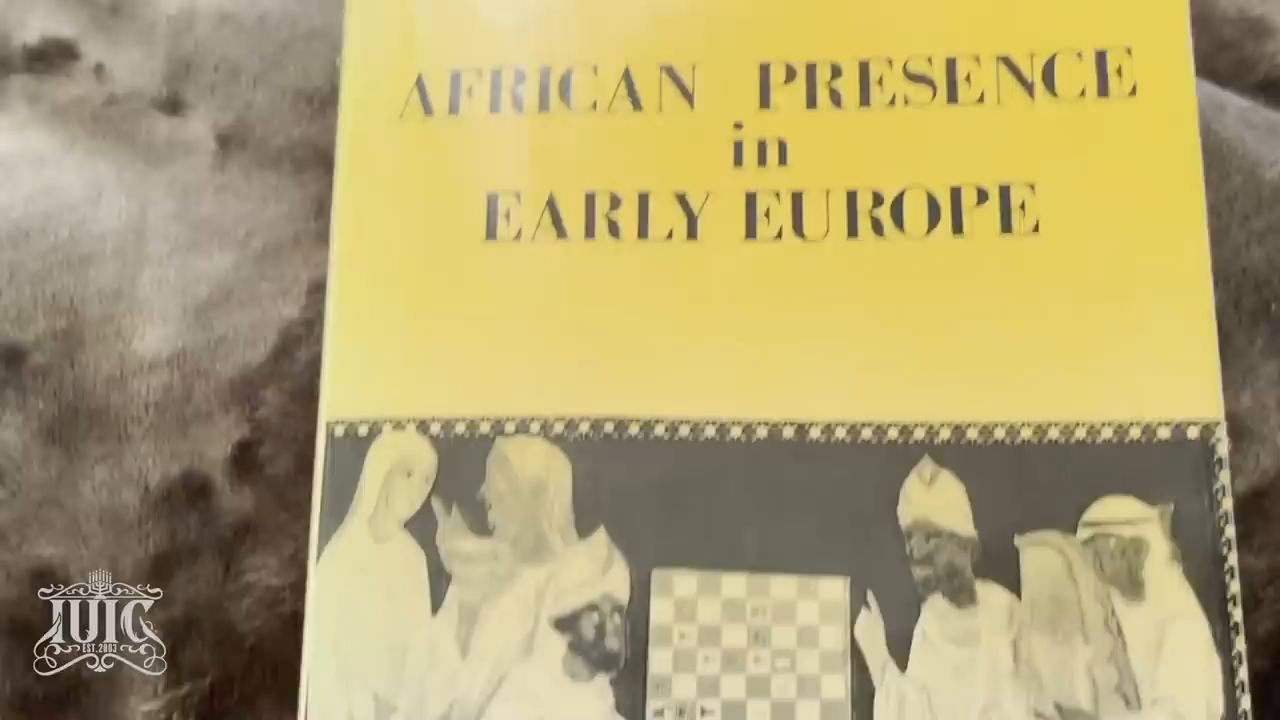 AFRICAN PRESENCE
in
EARLY EUROPE
IUIC
EST. 2003